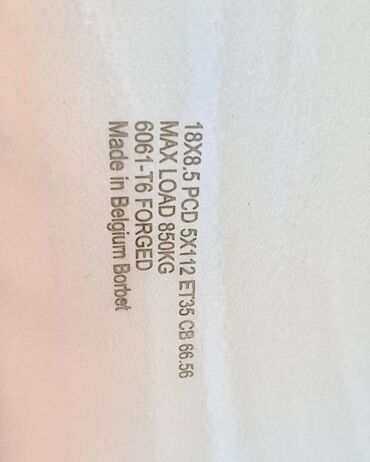 18X8.5 PCD 5X112 ET35 CB 66.56
MAX LOAD 850KG
6061-T6 FORGED
Made in Belgium Borbet